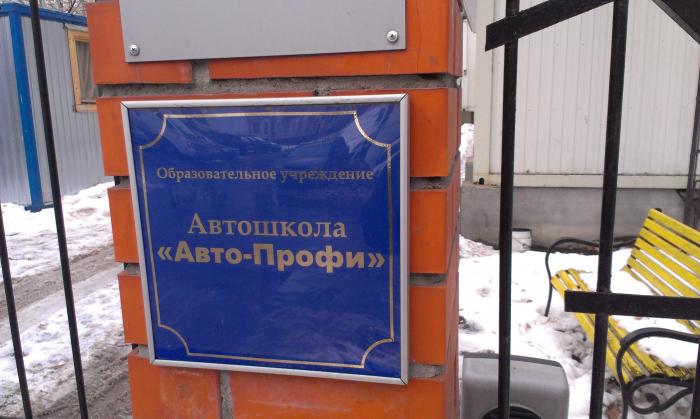 Образовательное учреждение
Автошкола
«Авто-Профи»